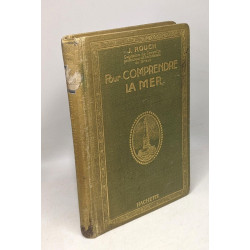 J. ROUCH
Pour COMPRENDRE
LA MER
HACHETTE